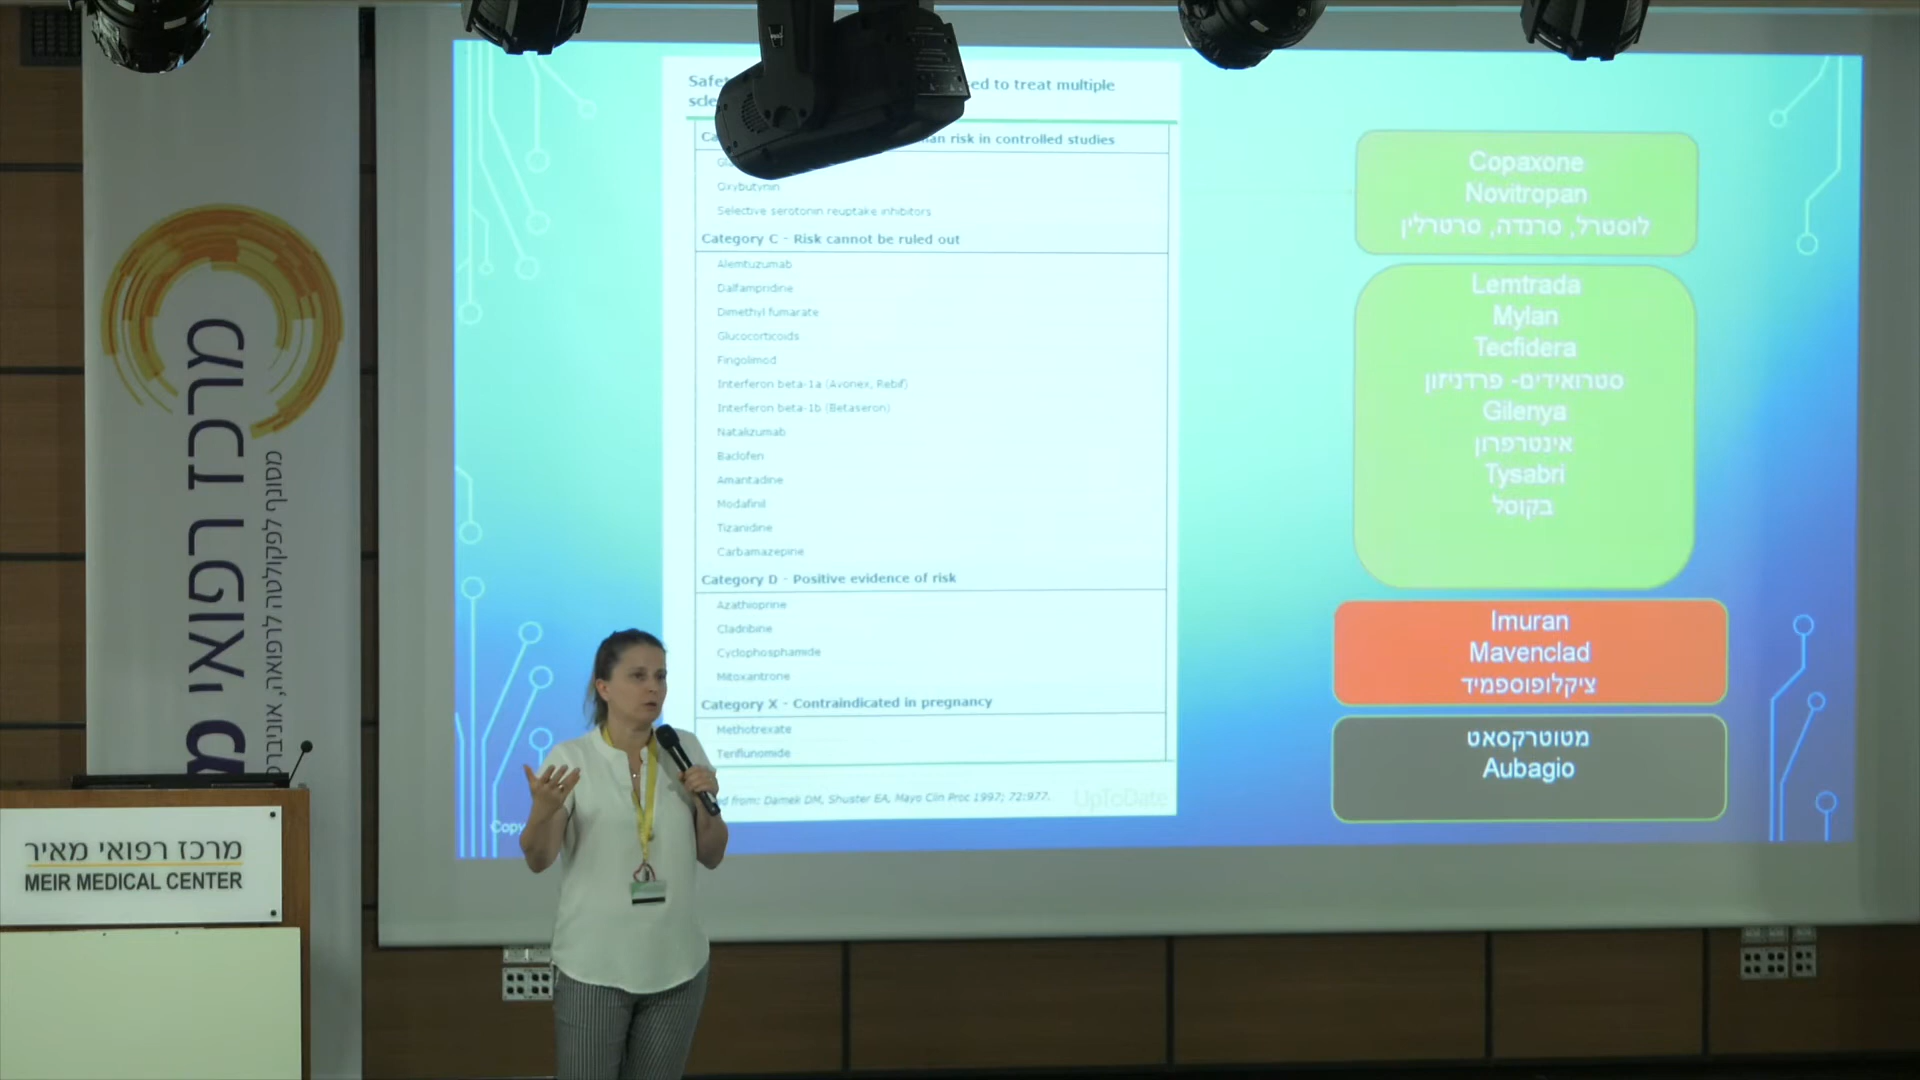 מרכז רפואי מ
מסונף לפקולטה לרפואה, אוניברס
מרכז רפואי מאיר
MEIR MEDICAL CENTER
ed to treat multiple
risk in controlled studies
Oxybutynin
Selective serotonin reuptake inhibitors
Category C - Risk cannot be ruled out
Alemtuzumab
Dalfampridine
Dimethyl fumarate
Glucocorticoids
Fingolimod
Interferon beta-1a (Avonex, Rebif)
Interferon beta-1b (Betaseron)
Natalizumab
Baclofen
Amantadine
Modafinil
Tizanidine
Carbamazepine
Category D - Positive evidence of risk
Azathioprine
Cladribine
Cyclophosphamide
Mitoxantrone
Category X - Contraindicated in pregnancy
Methotrexate
Teriflunomide
from: Damek DM, Shuster EA, Mayo Clin Proc 1997; 72:977.
UpToDate
Copaxone
Novitropan
לוסטרל, סרנדה, סרטרלין
Lemtrada
Mylan
Tecfidera
סטרואידים- פרדניזון
Gilenya
אינטרפרון
Tysabri
בקוסל
Imuran
Mavenclad
ציקלופוספמיד
מטוטרקסאט
Aubagio